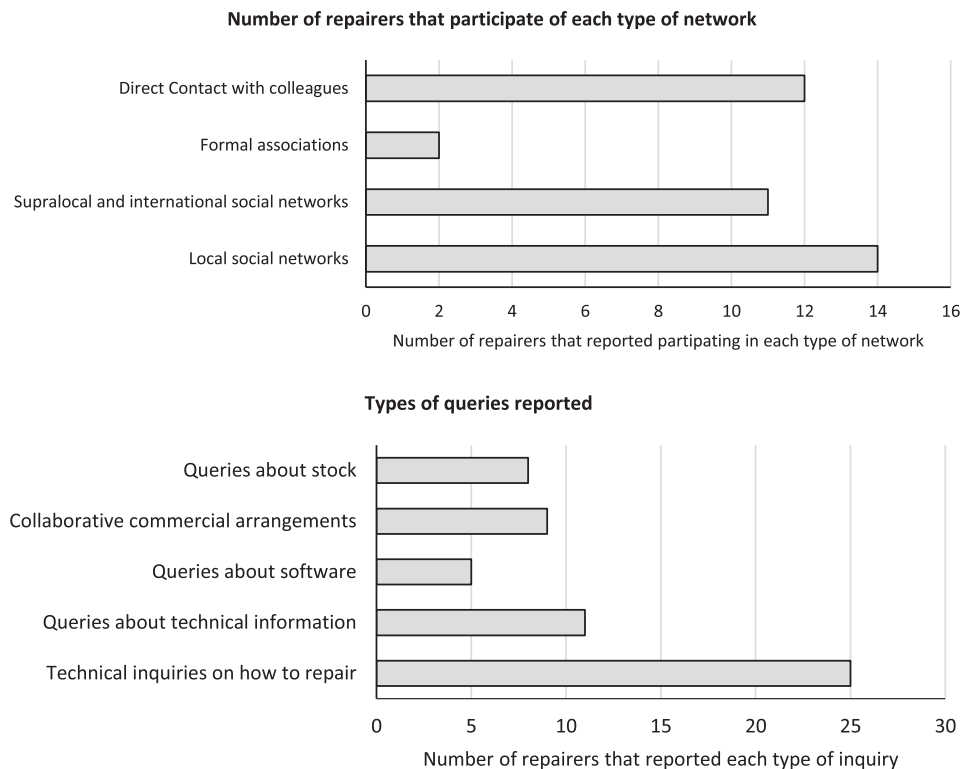 Number of repairers that participate of each type of network
Direct Contact with colleagues
Formal associations
Supralocal and international social networks
Local social networks
0 2 4 6 8 10 12 14 16
Number of repairers that reported partipating in each type of network
Types of queries reported
Queries about stock
Collaborative commercial arrangements
Queries about software
Queries about technical information
Technical inquiries on how to repair
0 5 10 15 20 25 30
Number of repairers that reported each type of inquiry